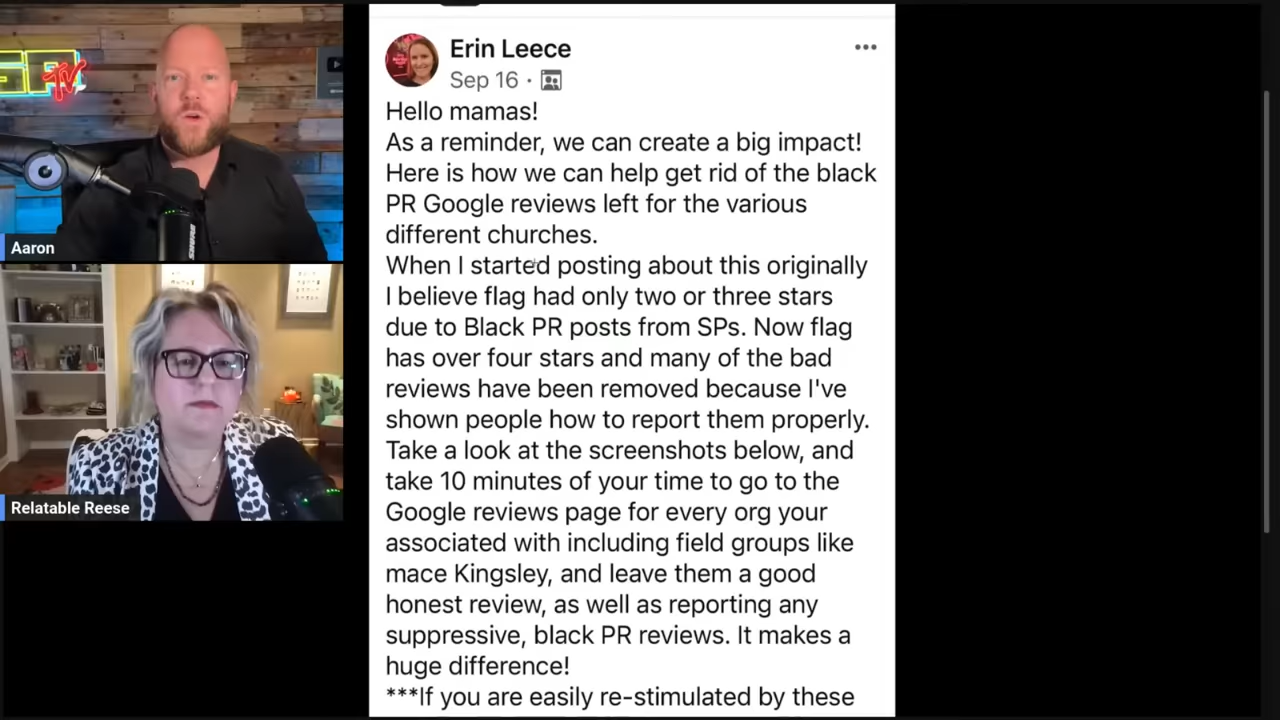 TV
Aaron
Relatable Reese
Erin Leece
Sep 16 ·
Hello mamas!
As a reminder, we can create a big impact!
Here is how we can help get rid of the black
PR Google reviews left for the various
different churches.
When I started posting about this originally
I believe flag had only two or three stars
due to Black PR posts from SPs. Now flag
has over four stars and many of the bad
reviews have been removed because I've
shown people how to report them properly.
Take a look at the screenshots below, and
take 10 minutes of your time to go to the
Google reviews page for every org your
associated with including field groups like
mace Kingsley, and leave them a good
honest review, as well as reporting any
suppressive, black PR reviews. It makes a
huge difference!
***If you are easily re-stimulated by these